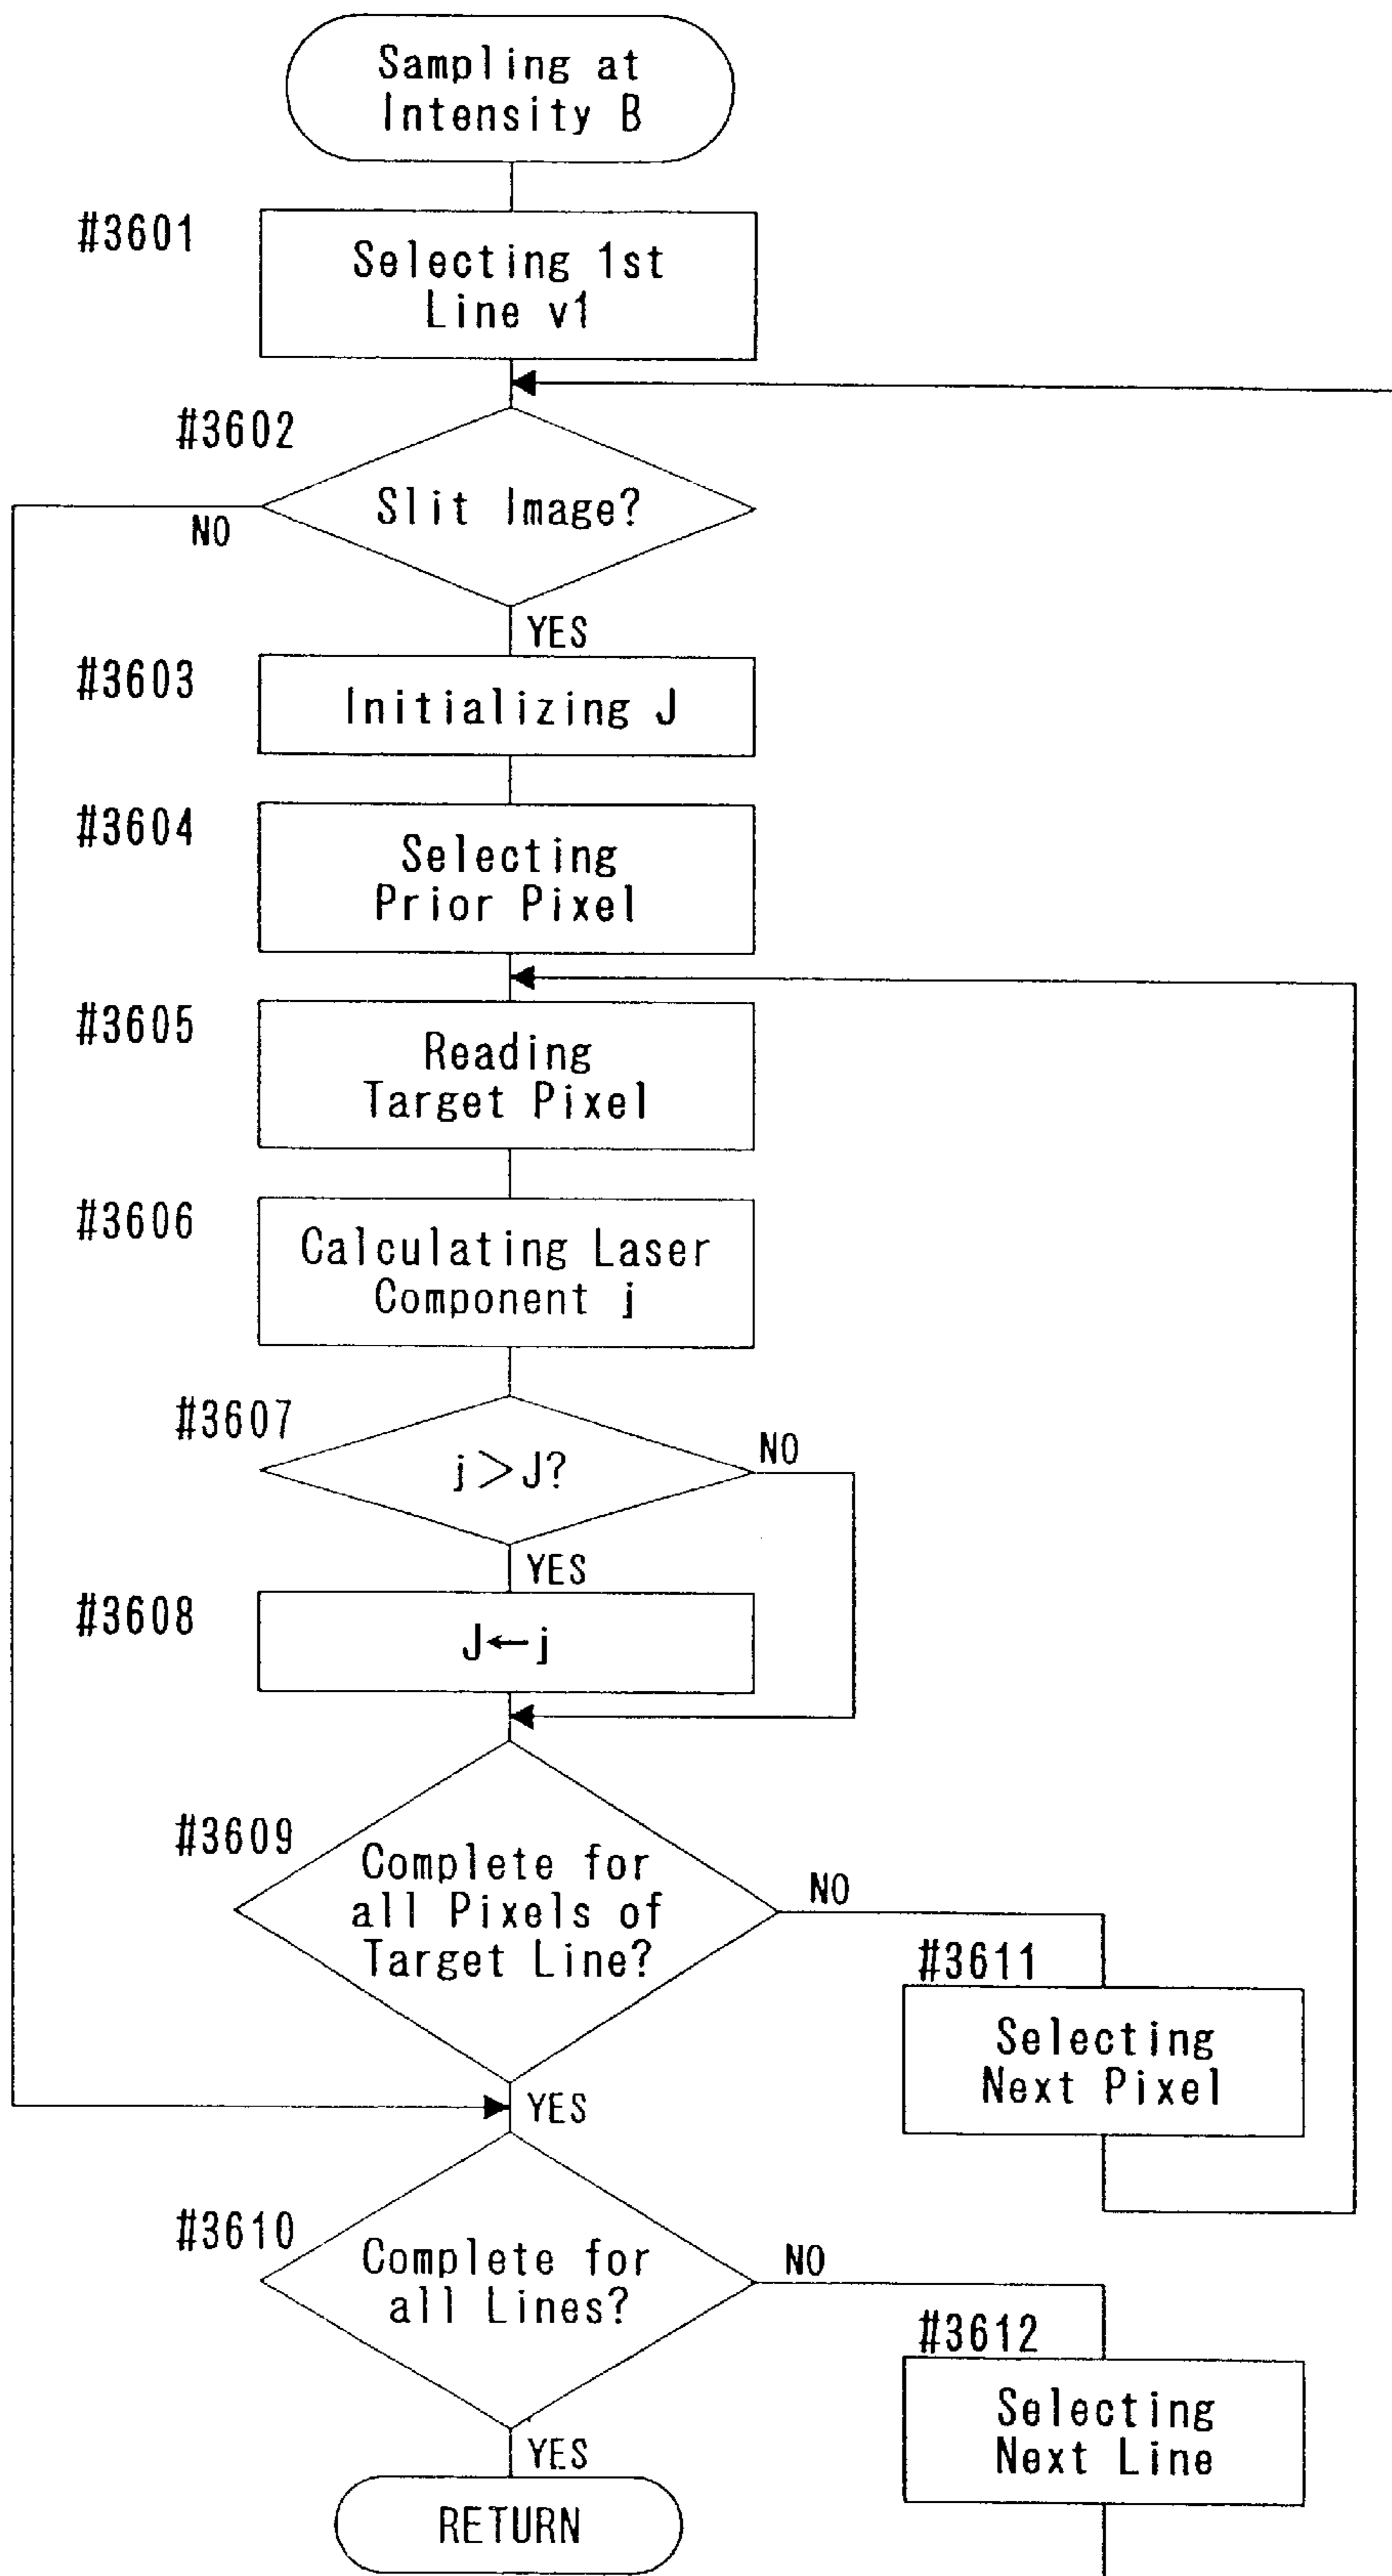 Sampling at
Intensity B
#3601
Selecting 1st
Line v1
#3602
Slit Image?
NO
YES
#3603
Initializing J
#3604
Selecting
Prior Pixel
#3605
Reading
Target Pixel
#3606
Calculating Laser
Component j
#3607
j>J?
NO
YES
#3608
J←j
#3609
Complete for
all Pixels of
Target Line?
NO
#3611
Selecting
Next Pixel
YES
#3610
Complete for
all Lines?
NO
#3612
Selecting
Next Line
YES
RETURN